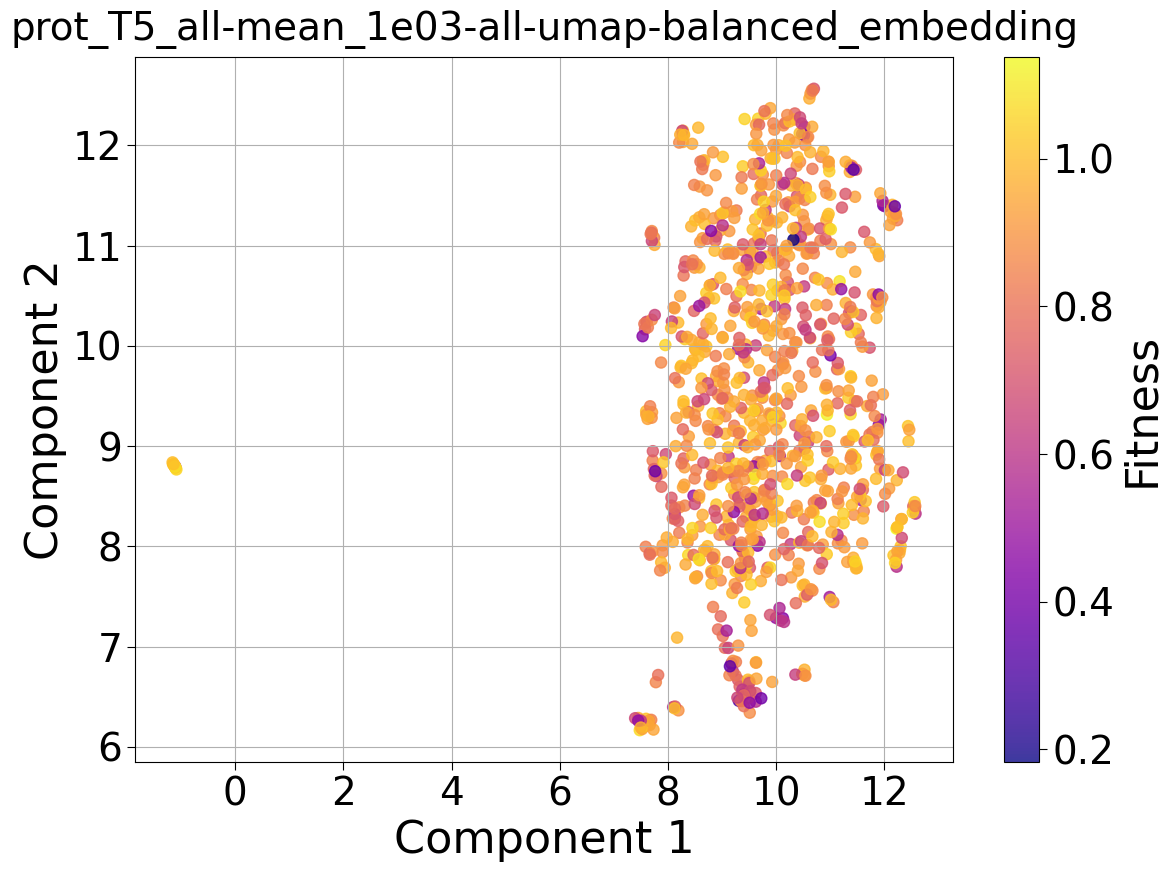 prot_T5_all-mean_1e03-all-umap-balanced_embedding
12
11
10
9
8
7
6
0 2 4 6 8 10 12
Component 1
Component 2
1.0
0.8
0.6
0.4
0.2
Fitness